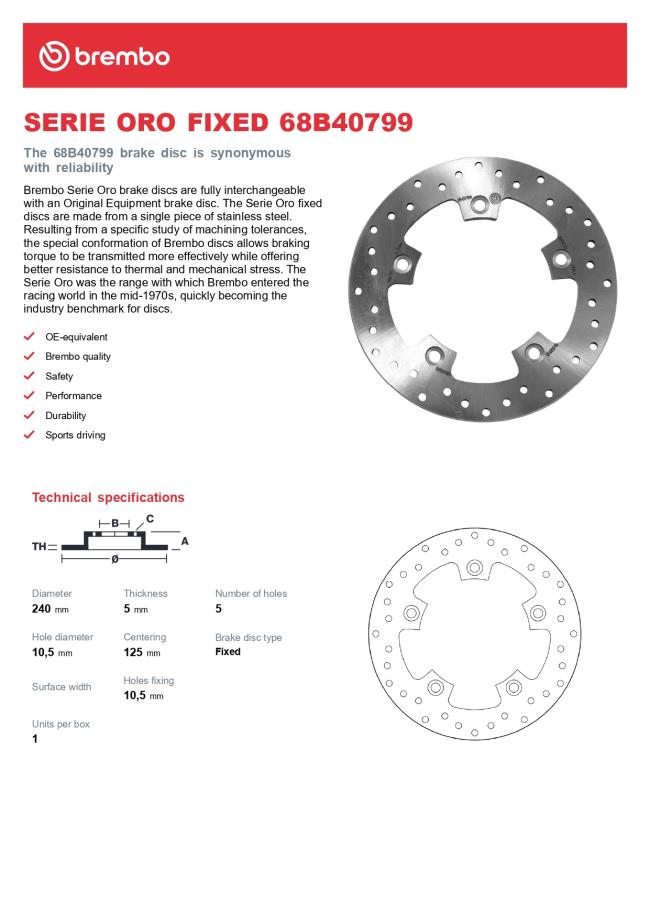 brembo
SERIE ORO FIXED 68B40799
The 68B40799 brake disc is synonymous
with reliability
Brembo Serie Oro brake discs are fully interchangeable
with an Original Equipment brake disc. The Serie Oro fixed
discs are made from a single piece of stainless steel.
Resulting from a specific study of machining tolerances,
the special conformation of Brembo discs allows braking
torque to be transmitted more effectively while offering
better resistance to thermal and mechanical stress. The
Serie Oro was the range with which Brembo entered the
racing world in the mid-1970s, quickly becoming the
industry benchmark for discs.
OE-equivalent
Brembo quality
Safety
Performance
Durability
Sports driving
Technical specifications
B
C
TH
A
Ø
Diameter
240 mm
Thickness
5 mm
Number of holes
5
Hole diameter
10,5 mm
Centering
125 mm
Brake disc type
Fixed
Surface width
Holes fixing
10,5 mm
Units per box
1